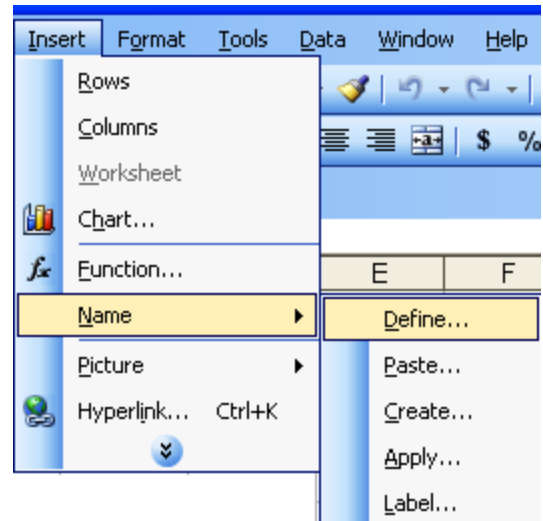 Insert Format Tools Data Window Help
Rows
Columns
a
$ %
Worksheet
Chart...
fx Function...
E F
Name
Define...
Picture
Paste...
Hyperlink... Ctrl+K
Create...
Apply...
Label...